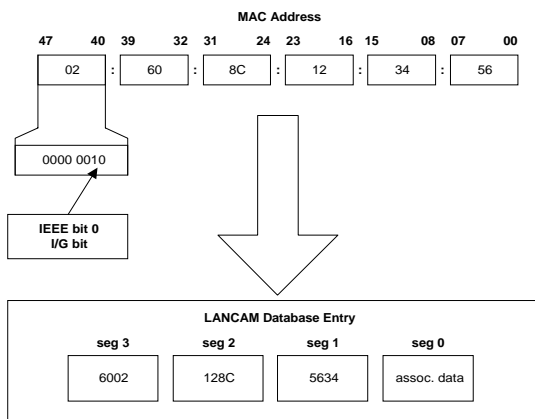 MAC Address
47 40 39 32 31 24 23 16 15 08 07 00
02 : 60 : 8C : 12 : 34 : 56
0000 0010
IEEE bit 0
I/G bit
LANCAM Database Entry
seg 3 seg 2 seg 1 seg 0
6002 128C 5634 assoc. data